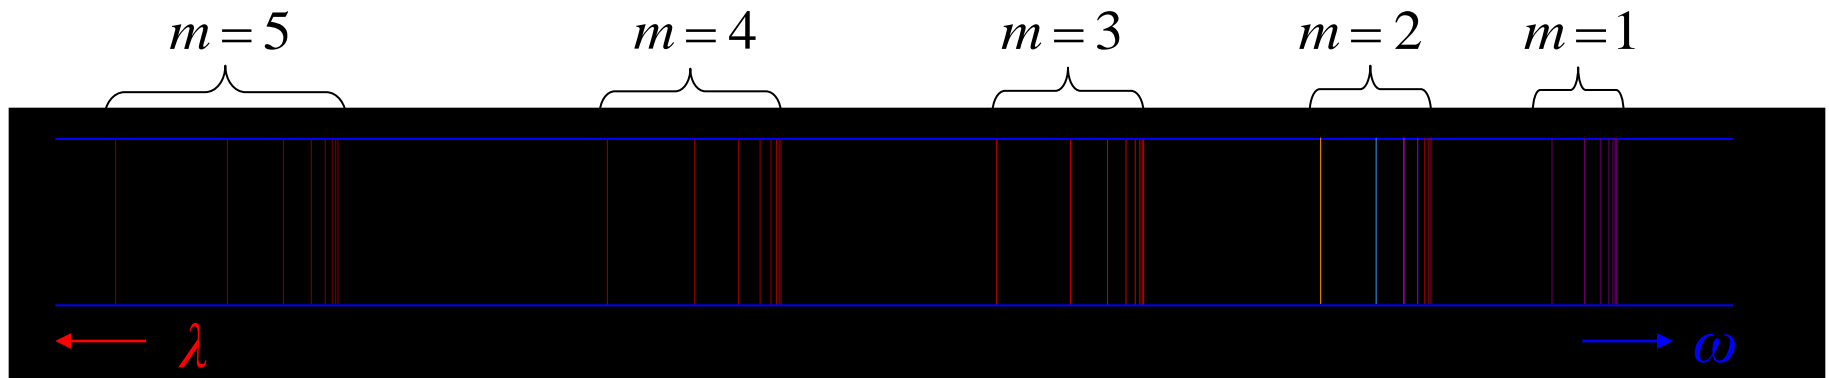 m = 5 m = 4 m = 3 m = 2 m = 1
λ ω